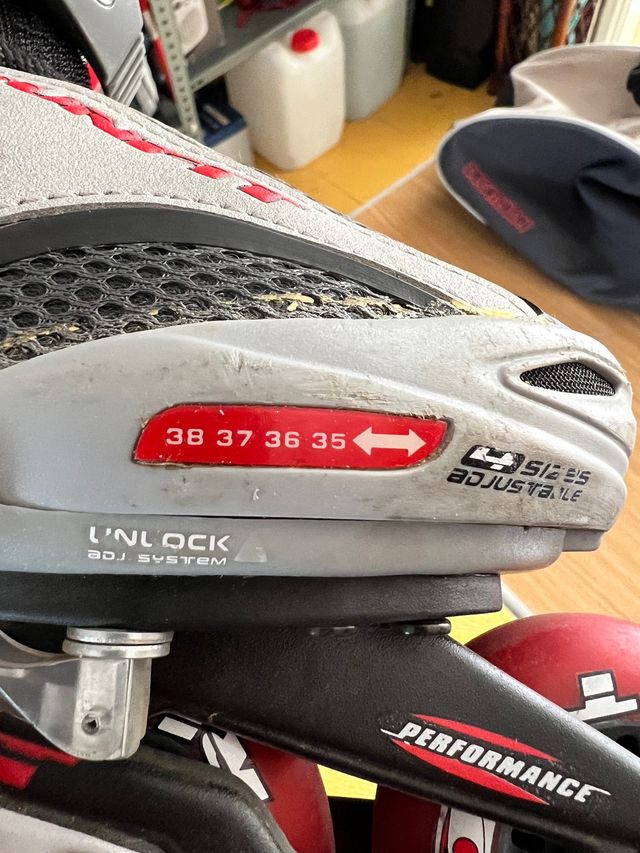 38 37 36 35
4 SIZES
ADJUSTABLE
UNLOCK
ADJ. SYSTEM
PERFORMANCE